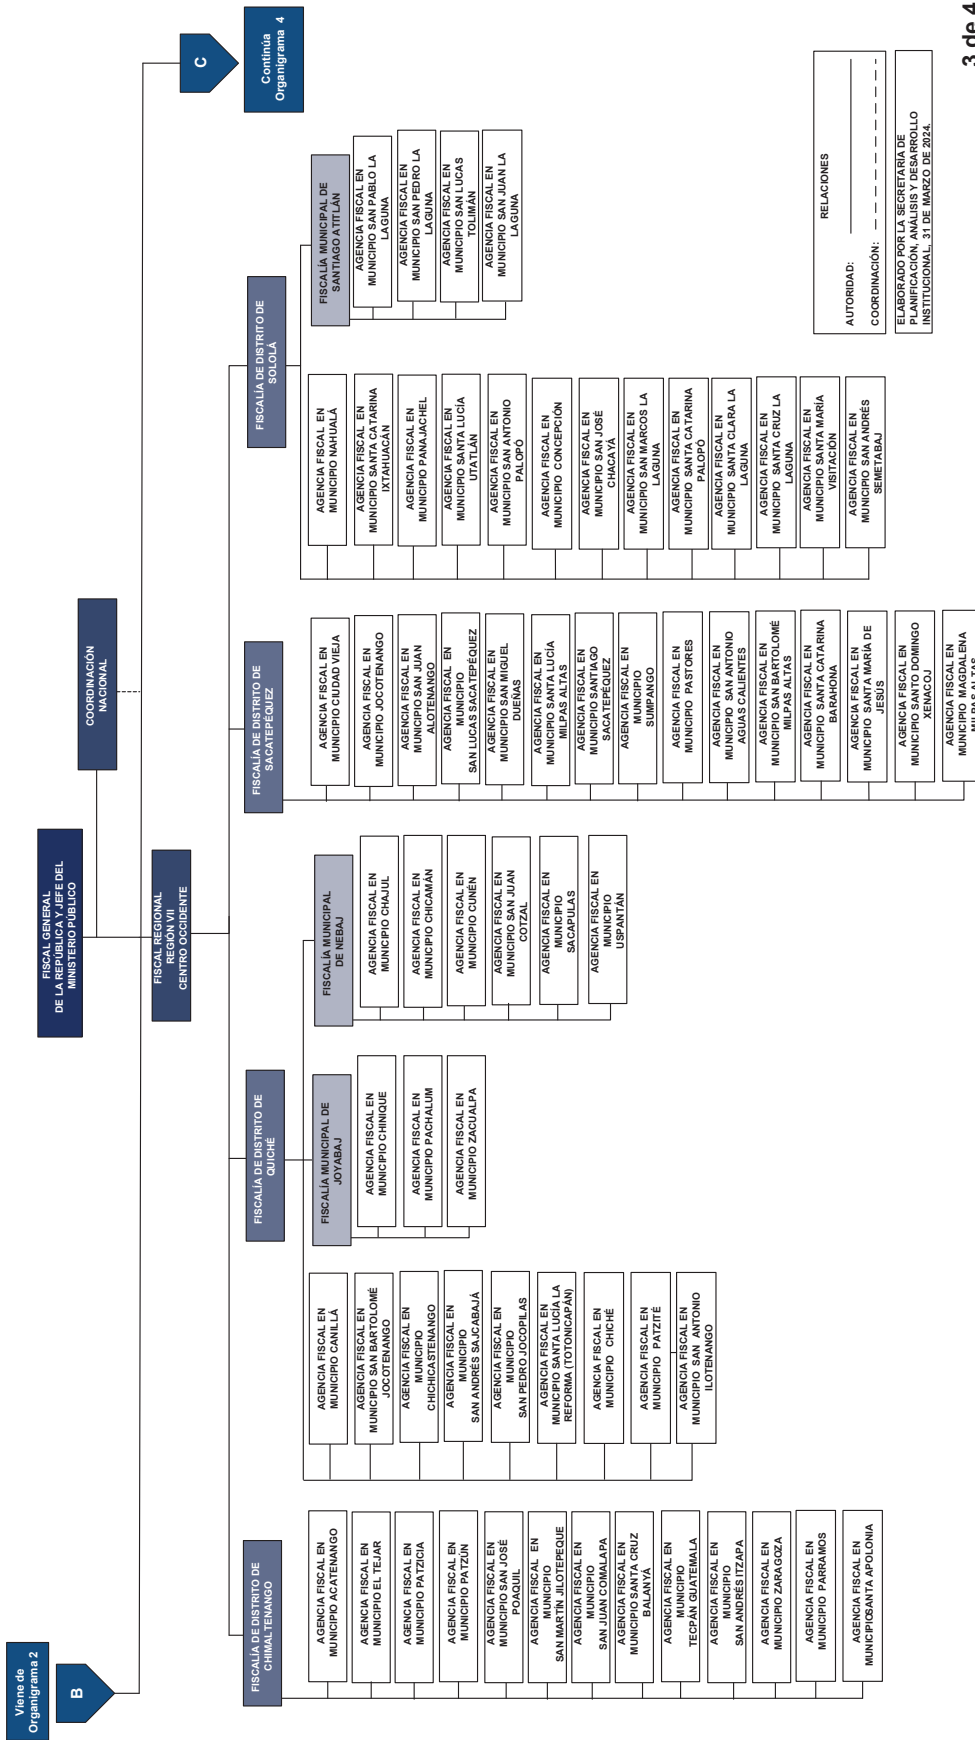 Viene de
Organigrama 2
B
FISCAL GENERAL
DE LA REPÚBLICA Y JEFE DEL
MINISTERIO PÚBLICO
COORDINACIÓN
NACIONAL
C
Continúa
Organigrama 4
FISCAL REGIONAL
REGIÓN VII
CENTRO OCCIDENTE
FISCALÍA DE DISTRITO DE
CHIMALTENANGO
AGENCIA FISCAL EN
MUNICIPIO ACATENANGO
AGENCIA FISCAL EN
MUNICIPIO EL TEJAR
AGENCIA FISCAL EN
MUNICIPIO PATZICIA
AGENCIA FISCAL EN
MUNICIPIO PATZÚN
AGENCIA FISCAL EN
MUNICIPIO SAN JOSÉ
POAQUIL
AGENCIA FISCAL EN
MUNICIPIO
SAN MARTÍN JILOTEPEQUE
AGENCIA FISCAL EN
MUNICIPIO
SAN JUAN COMALAPA
AGENCIA FISCAL EN
MUNICIPIO SANTA CRUZ
BALANYÁ
AGENCIA FISCAL EN
MUNICIPIO
TECPÁN GUATEMALA
AGENCIA FISCAL EN
MUNICIPIO
SAN ANDRÉS ITZAPA
AGENCIA FISCAL EN
MUNICIPIO ZARAGOZA
AGENCIA FISCAL EN
MUNICIPIO PARRAMOS
AGENCIA FISCAL EN
MUNICIPIOSANTA APOLONIA
FISCALÍA DE DISTRITO DE
QUICHÉ
AGENCIA FISCAL EN
MUNICIPIO CANILLÁ
AGENCIA FISCAL EN
MUNICIPIO SAN BARTOLOMÉ
JOCOTENANGO
AGENCIA FISCAL EN
MUNICIPIO
CHICHICASTENANGO
AGENCIA FISCAL EN
MUNICIPIO
SAN ANDRÉS SAJCABAJÁ
AGENCIA FISCAL EN
MUNICIPIO
SAN PEDRO JOCOPILAS
AGENCIA FISCAL EN
MUNICIPIO SANTA LUCÍA LA
REFORMA (TOTONICAPÁN)
AGENCIA FISCAL EN
MUNICIPIO CHICHÉ
AGENCIA FISCAL EN
MUNICIPIO PATZITÉ
AGENCIA FISCAL EN
MUNICIPIO SAN ANTONIO
ILOTENANGO
FISCALÍA MUNICIPAL DE
JOYABAJ
AGENCIA FISCAL EN
MUNICIPIO CHINIQUE
AGENCIA FISCAL EN
MUNICIPIO PACHALUM
AGENCIA FISCAL EN
MUNICIPIO ZACUALPA
FISCALÍA MUNICIPAL
DE NEBAJ
AGENCIA FISCAL EN
MUNICIPIO CHAJUL
AGENCIA FISCAL EN
MUNICIPIO CHICAMÁN
AGENCIA FISCAL EN
MUNICIPIO CUNÉN
AGENCIA FISCAL EN
MUNICIPIO SAN JUAN
COTZAL
AGENCIA FISCAL EN
MUNICIPIO
SACAPULAS
AGENCIA FISCAL EN
MUNICIPIO
USPANTÁN
FISCALÍA DE DISTRITO DE
SACATEPÉQUEZ
AGENCIA FISCAL EN
MUNICIPIO CIUDAD VIEJA
AGENCIA FISCAL EN
MUNICIPIO JOCOTENANGO
AGENCIA FISCAL EN
MUNICIPIO SAN JUAN
ALOTENANGO
AGENCIA FISCAL EN
MUNICIPIO
SAN LUCAS SACATEPÉQUEZ
AGENCIA FISCAL EN
MUNICIPIO SAN MIGUEL
DUEÑAS
AGENCIA FISCAL EN
MUNICIPIO SANTA LUCÍA
MILPAS ALTAS
AGENCIA FISCAL EN
MUNICIPIO SANTIAGO
SACATEPÉQUEZ
AGENCIA FISCAL EN
MUNICIPIO
SUMPANGO
AGENCIA FISCAL EN
MUNICIPIO PASTORES
AGENCIA FISCAL EN
MUNICIPIO SAN ANTONIO
AGUAS CALIENTES
AGENCIA FISCAL EN
MUNICIPIO SAN BARTOLOMÉ
MILPAS ALTAS
AGENCIA FISCAL EN
MUNICIPIO SANTA CATARINA
BARAHONA
AGENCIA FISCAL EN
MUNICIPIO SANTA MARÍA DE
JESÚS
AGENCIA FISCAL EN
MUNICIPIO SANTO DOMINGO
XENACOJ
AGENCIA FISCAL EN
MUNICIPIO MAGDALENA
MILPAS ALTAS
FISCALÍA DE DISTRITO DE
SOLOLÁ
AGENCIA FISCAL EN
MUNICIPIO NAHUALÁ
AGENCIA FISCAL EN
MUNICIPIO SANTA CATARINA
IXTAHUACÁN
AGENCIA FISCAL EN
MUNICIPIO PANAJACHEL
AGENCIA FISCAL EN
MUNICIPIO SANTA LUCÍA
UTATLÁN
AGENCIA FISCAL EN
MUNICIPIO SAN ANTONIO
PALOPÓ
AGENCIA FISCAL EN
MUNICIPIO CONCEPCIÓN
AGENCIA FISCAL EN
MUNICIPIO SAN JOSÉ
CHACAYÁ
AGENCIA FISCAL EN
MUNICIPIO SAN MARCOS LA
LAGUNA
AGENCIA FISCAL EN
MUNICIPIO SANTA CATARINA
PALOPÓ
AGENCIA FISCAL EN
MUNICIPIO SANTA CLARA LA
LAGUNA
AGENCIA FISCAL EN
MUNICIPIO SANTA CRUZ LA
LAGUNA
AGENCIA FISCAL EN
MUNICIPIO SANTA MARÍA
VISITACIÓN
AGENCIA FISCAL EN
MUNICIPIO SAN ANDRÉS
SEMETABAJ
FISCALÍA MUNICIPAL DE
SANTIAGO ATITLÁN
AGENCIA FISCAL EN
MUNICIPIO SAN PABLO LA
LAGUNA
AGENCIA FISCAL EN
MUNICIPIO SAN PEDRO LA
LAGUNA
AGENCIA FISCAL EN
MUNICIPIO SAN LUCAS
TOLIMÁN
AGENCIA FISCAL EN
MUNICIPIO SAN JUAN LA
LAGUNA
RELACIONES
AUTORIDAD:
COORDINACIÓN:
ELABORADO POR LA SECRETARÍA DE
PLANIFICACIÓN, ANÁLISIS Y DESARROLLO
INSTITUCIONAL, 31 DE MARZO DE 2024.
3 de 4